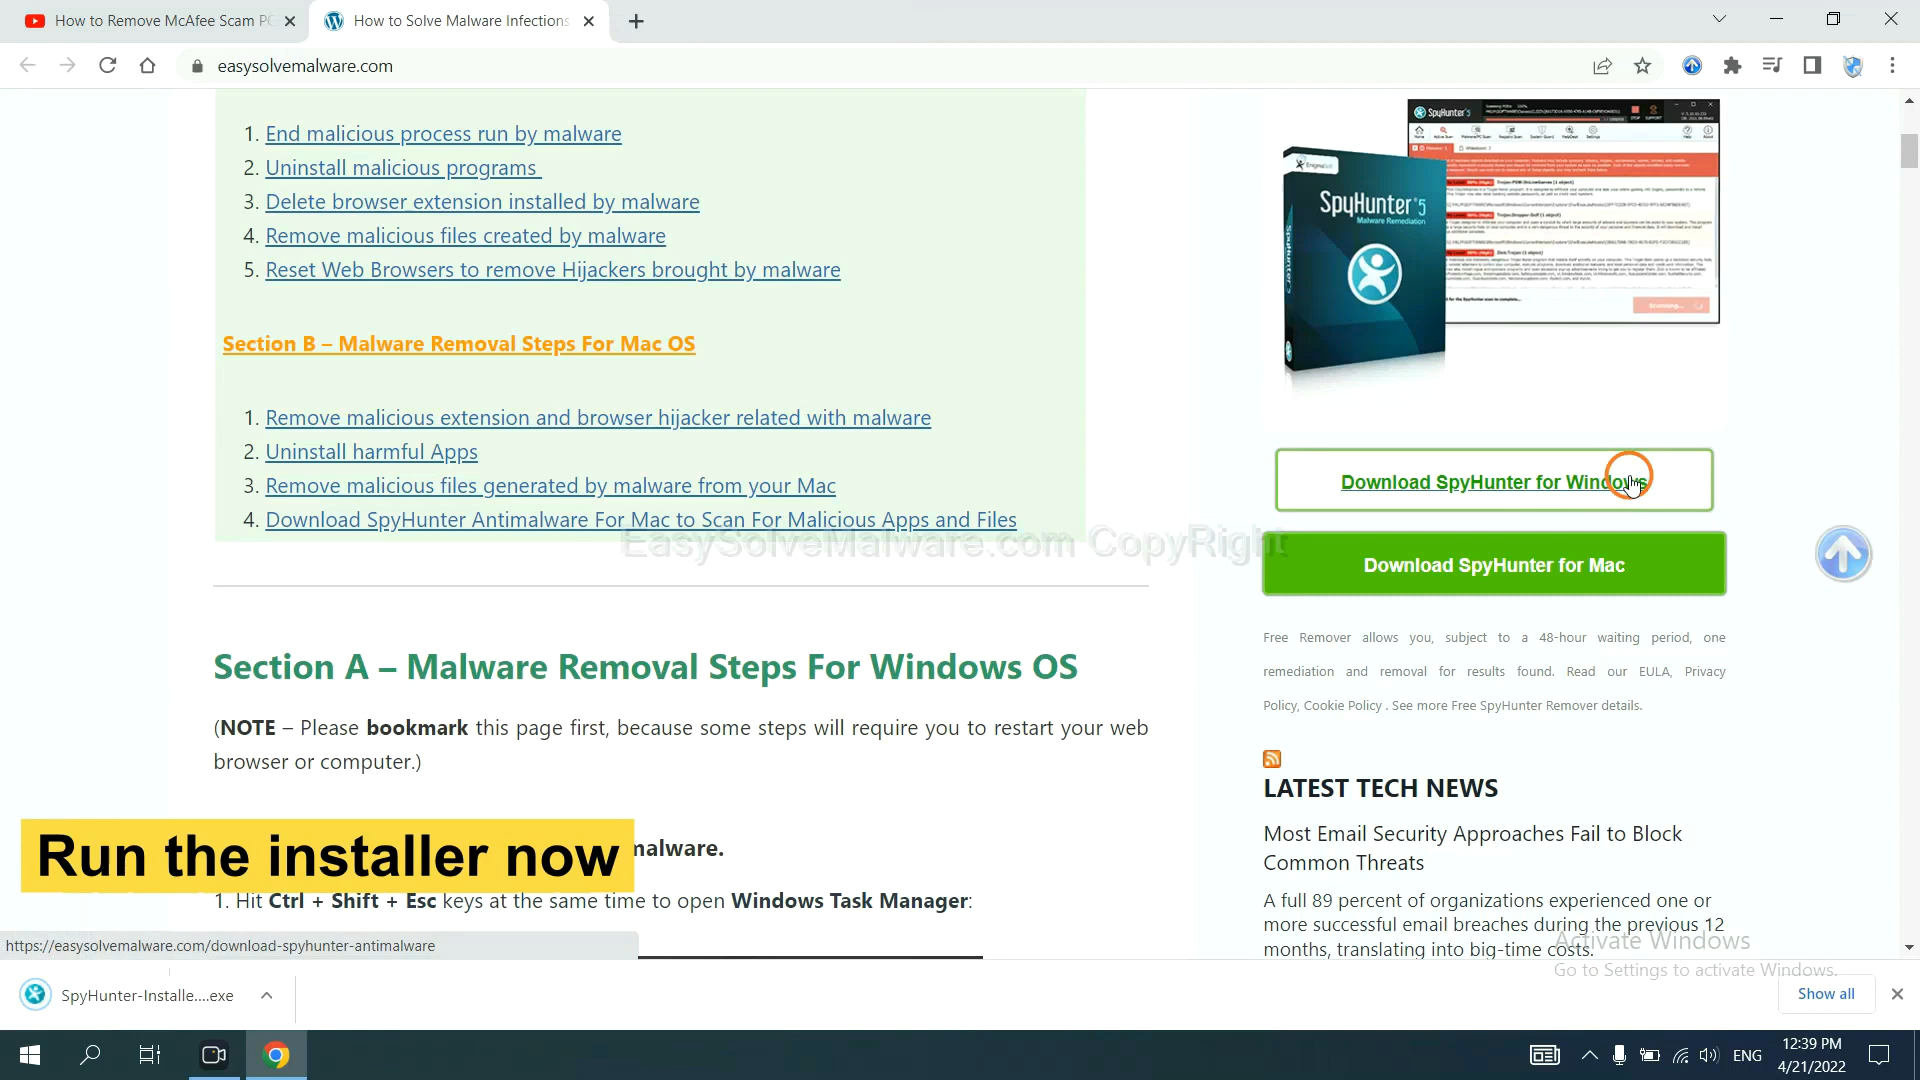 How to Remove McAfee Scam P
How to Solve Malware Infections
easysolvemalware.com
1. End malicious process run by malware
2. Uninstall malicious programs
3. Delete browser extension installed by malware
4. Remove malicious files created by malware
5. Reset Web Browsers to remove Hijackers brought by malware
Section B – Malware Removal Steps For Mac OS
1. Remove malicious extension and browser hijacker related with malware
2. Uninstall harmful Apps
3. Remove malicious files generated by malware from your Mac
4. Download SpyHunter Antimalware For Mac to Scan For Malicious Apps and Files
EasySolveMalware.com CopyRight
Section A – Malware Removal Steps For Windows OS
(NOTE – Please bookmark this page first, because some steps will require you to restart your web
browser or computer.)
malware.
Run the installer now
1. Hit Ctrl + Shift + Esc keys at the same time to open Windows Task Manager:
https://easysolvemalware.com/download-spyhunter-antimalware
SpyHunter 5
EnigmaSoft
SpyHunter 5
Malware Remediation
SpyHunter 5
Download SpyHunter for Windows
Download SpyHunter for Mac
Free Remover allows you, subject to a 48-hour waiting period, one
remediation and removal for results found. Read our EULA, Privacy
Policy, Cookie Policy . See more Free SpyHunter Remover details.
LATEST TECH NEWS
Most Email Security Approaches Fail to Block
Common Threats
A full 89 percent of organizations experienced one or
more successful email breaches during the previous 12
months, translating into big-time costs.
Activate Windows
Go to Settings to activate Windows.
SpyHunter-Installe....exe
Show all
ENG
12:39 PM
4/21/2022